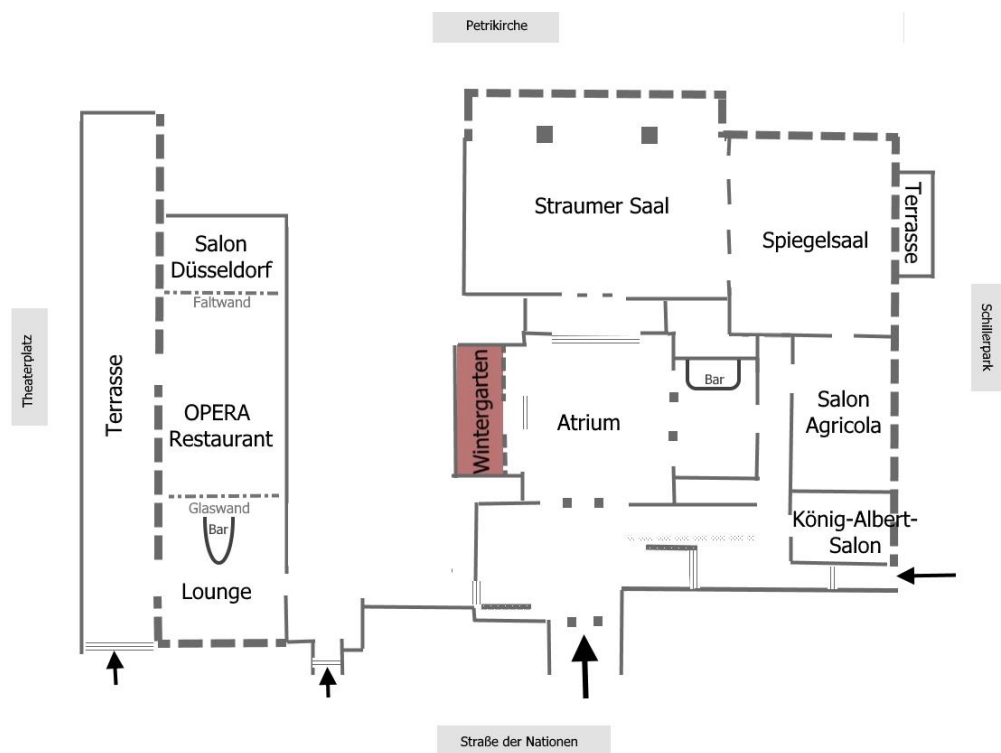 Petrikirche
Straumer Saal
Spiegelsaal
Terrasse
Salon
Düsseldorf
Faltwand
Theaterplatz
Schillerpark
Terrasse
Wintergarten
Bar
OPERA
Restaurant
Atrium
Salon
Agricola
Glaswand
Bar
König-Albert-
Salon
Lounge
Straße der Nationen